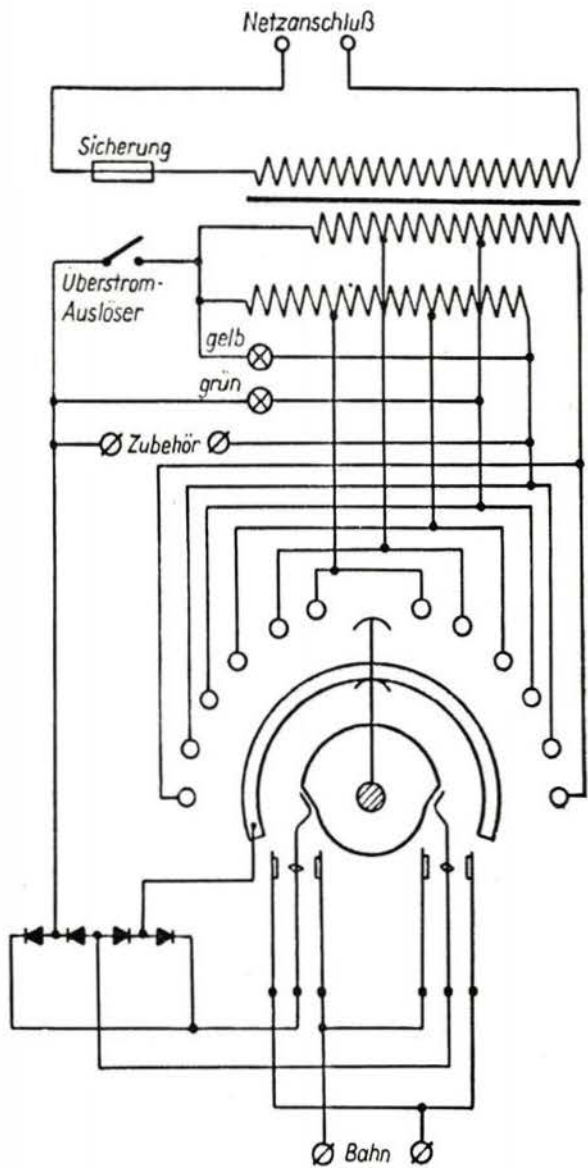 Netzanschluß
Sicherung
Überstrom-
Auslöser
gelb
grün
Zubehör
Bahn